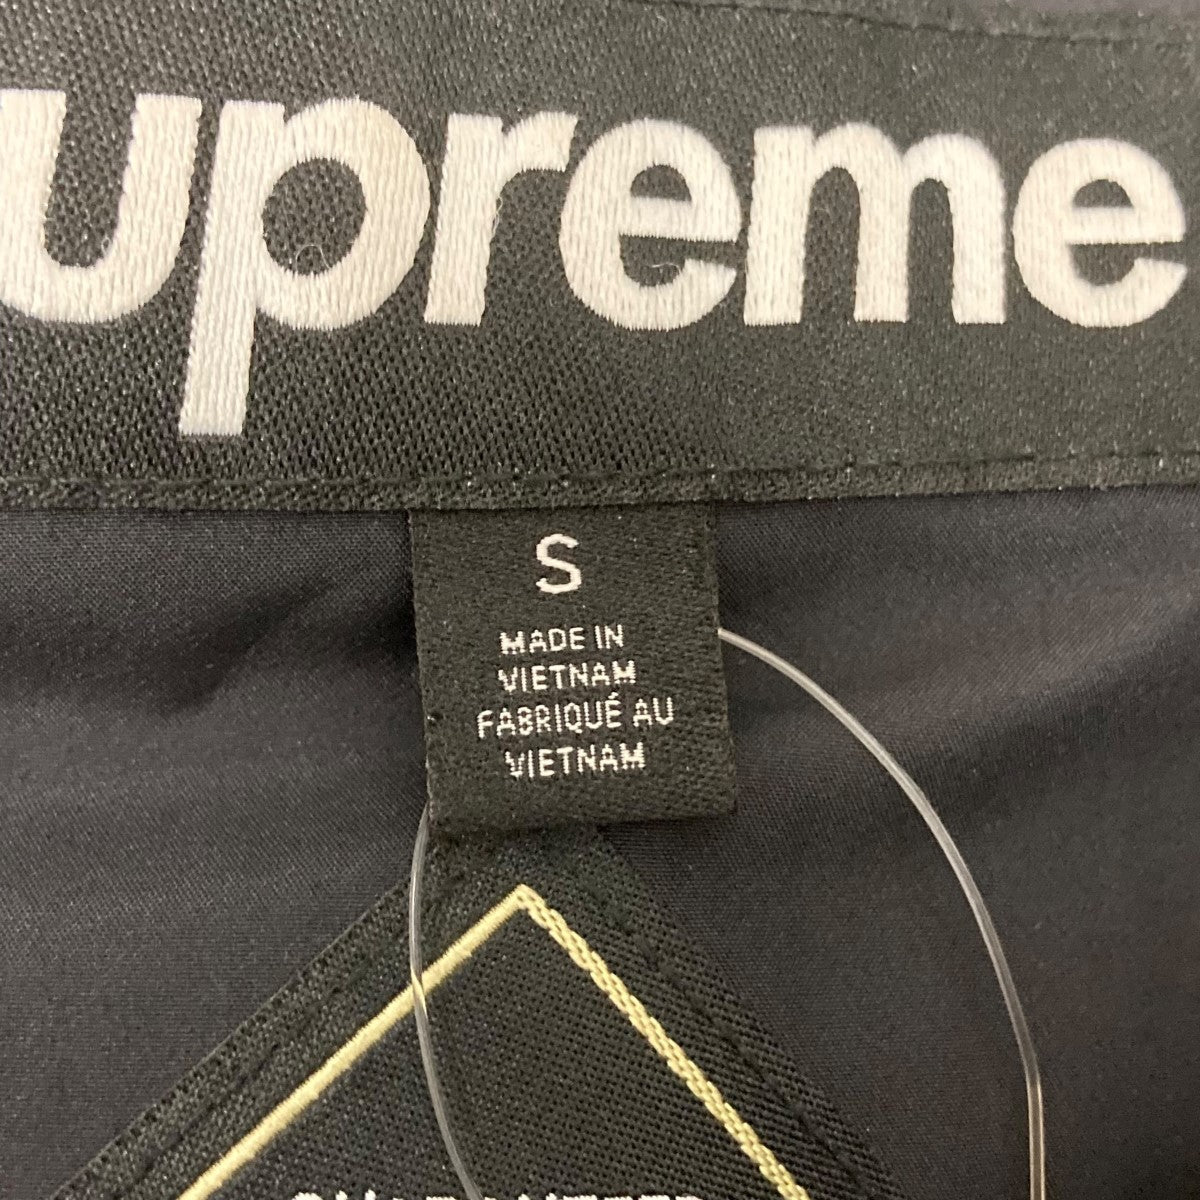 upreme
S
MADE IN
VIETNAM
FABRIQUÉ AU
VIETNAM